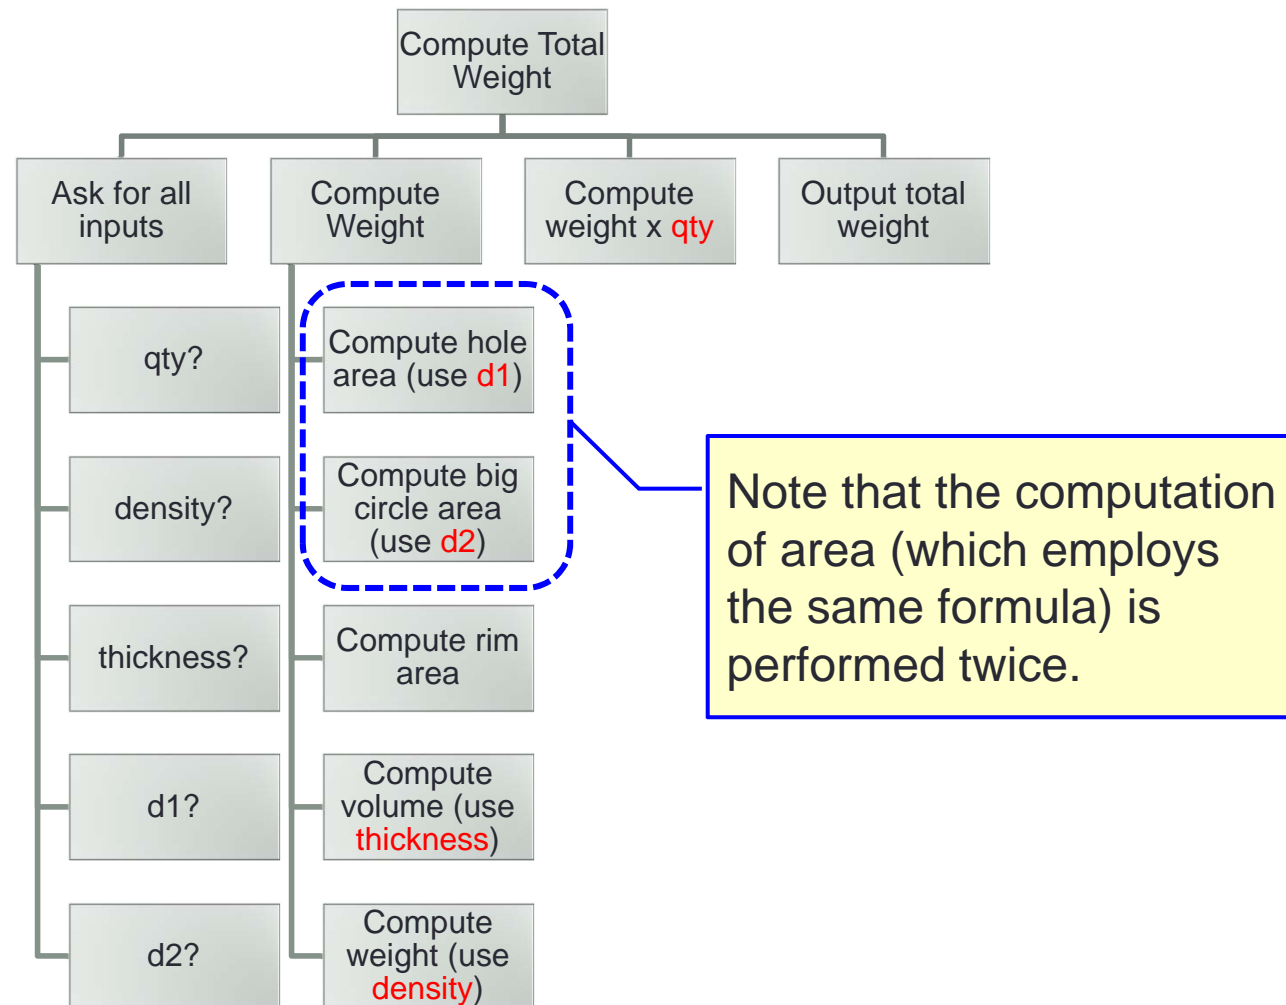 Compute Total
Weight
Ask for all
inputs
Compute
Weight
Compute
weight x qty
Output total
weight
qty?
density?
thickness?
d1?
d2?
Compute hole
area (use d1)
Compute big
circle area
(use d2)
Compute rim
area
Compute
volume (use
thickness)
Compute
weight (use
density)
Note that the computation
of area (which employs
the same formula) is
performed twice.